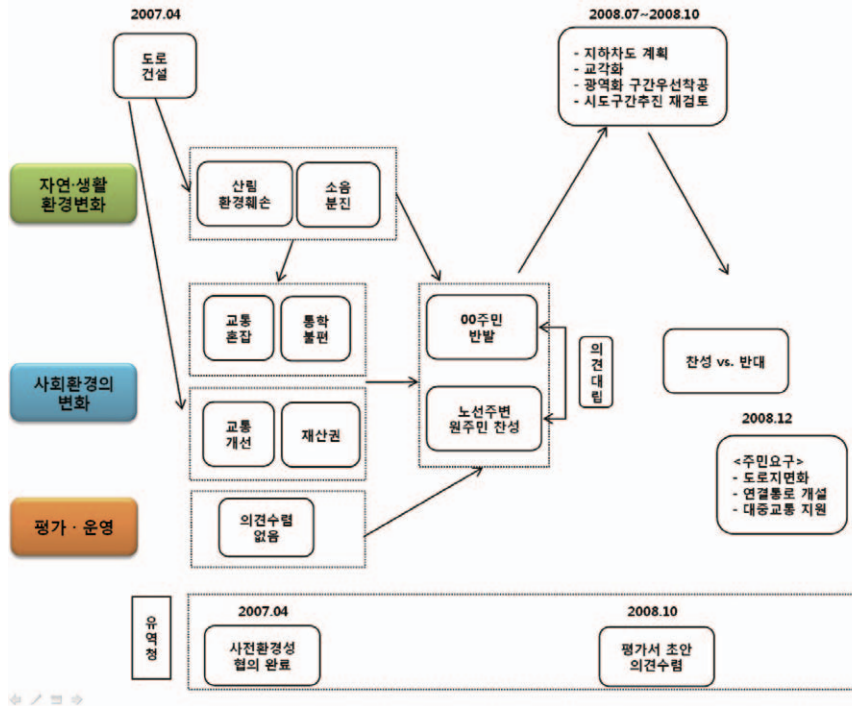 2007.04
도로
건설
2008.07~2008.10
- 지하차도 계획
- 교각화
- 광역화 구간우선착공
- 시도구간추진 재검토
자연·생활
환경변화
산림
환경훼손
소음
분진
교통
혼잡
통학
불편
00주민
반발
의
견
대
립
찬성 vs. 반대
사회환경의
변화
교통
개선
재산권
노선주변
원주민 찬성
2008.12
<주민요구>
- 도로지면화
- 연결통로 개설
- 대중교통 지원
평가 · 운영
의견수렴
없음
유
역
청
2007.04
사전환경성
협의 완료
2008.10
평가서 초안
의견수렴